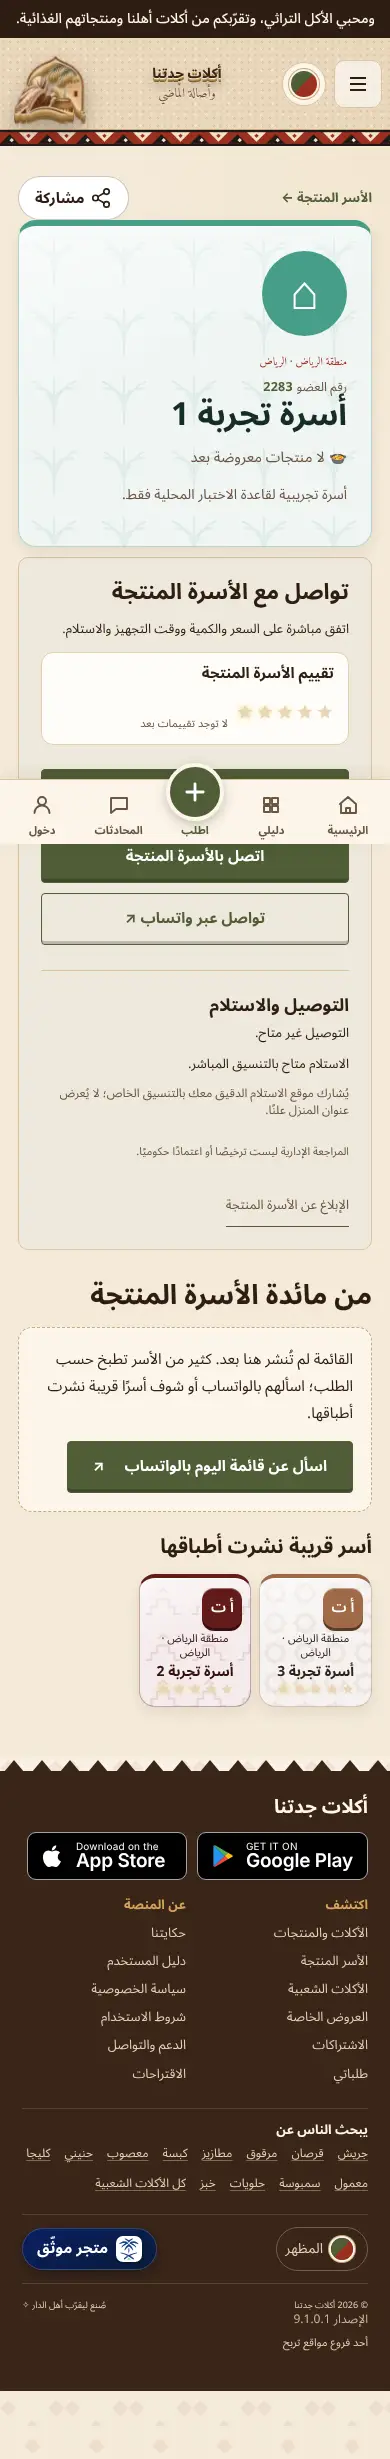 ومحبي الأكل التراثي، وتقرّبكم من أكلات أهلنا ومنتجاتهم الغذائية.
أكلات جدتنا
وأصالة الماضي
الأسر المنتجة ←
مشاركة
منطقة الرياض · الرياض
رقم العضو 2283
أسرة تجربة 1
لا منتجات معروضة بعد
أسرة تجريبية لقاعدة الاختبار المحلية فقط.
تواصل مع الأسرة المنتجة
اتفق مباشرة على السعر والكمية ووقت التجهيز والاستلام.
تقييم الأسرة المنتجة
لا توجد تقييمات بعد
الرئيسية
دليلي
اطلب
المحادثات
دخول
اتصل بالأسرة المنتجة
تواصل عبر واتساب ↗
التوصيل والاستلام
التوصيل غير متاح.
الاستلام متاح بالتنسيق المباشر.
يُشارك موقع الاستلام الدقيق معك بالتنسيق الخاص؛ لا يُعرض
عنوان المنزل علنًا.
المراجعة الإدارية ليست ترخيصًا أو اعتمادًا حكوميًا.
الإبلاغ عن الأسرة المنتجة
من مائدة الأسرة المنتجة
القائمة لم تُنشر هنا بعد. كثير من الأسر تطبخ حسب
الطلب؛ اسألهم بالواتساب أو شوف أسرًا قريبة نشرت
أطباقها.
اسأل عن قائمة اليوم بالواتساب ↗
أسر قريبة نشرت أطباقها
أ ت
منطقة الرياض ·
الرياض
أسرة تجربة 3
أ ت
منطقة الرياض ·
الرياض
أسرة تجربة 2
أكلات جدتنا
GET IT ON
Google Play
Download on the
App Store
اكتشف
الأكلات والمنتجات
الأسر المنتجة
الأكلات الشعبية
العروض الخاصة
الاشتراكات
طلباتي
عن المنصة
حكايتنا
دليل المستخدم
سياسة الخصوصية
شروط الاستخدام
الدعم والتواصل
الاقتراحات
يبحث الناس عن
جريش قرصان مرقوق مطازيز كبسة معصوب حنيني كليجا
معمول سمبوسة حلويات خبز كل الأكلات الشعبية
المظهر
متجر موثّق
© 2026 أكلات جدتنا
صُنع ليقرّب أهل الدار ✧
الإصدار 9.1.0.1
أحد فروع مواقع تربح